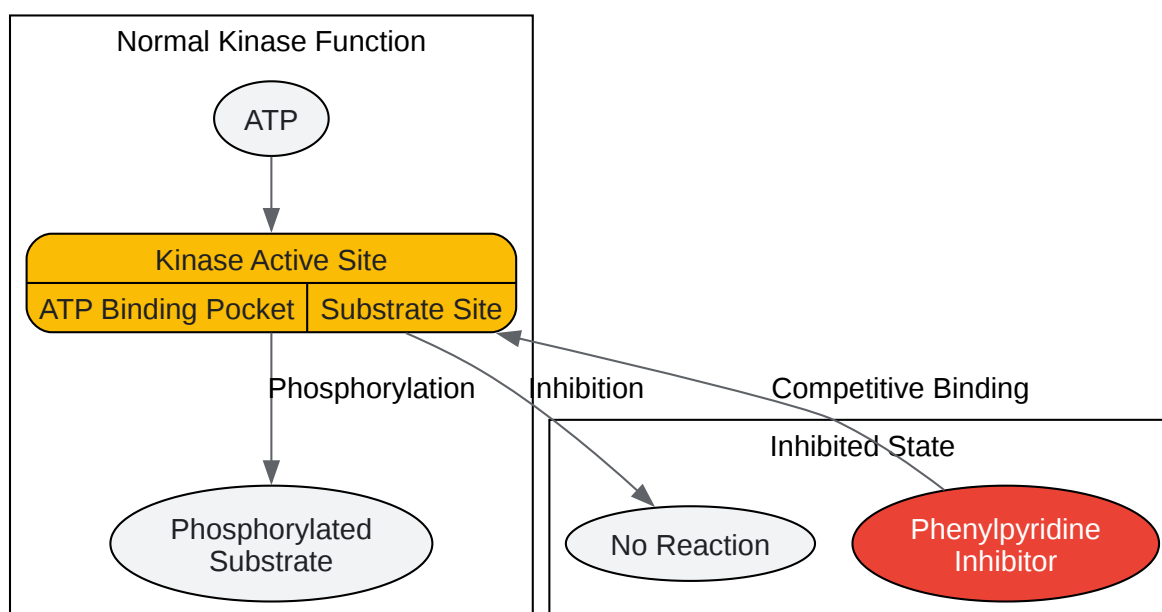 Normal Kinase Function
ATP
Kinase Active Site
ATP Binding Pocket
Substrate Site
Phosphorylation
Inhibition
Competitive Binding
Inhibited State
Phosphorylated
Substrate
No Reaction
Phenylpyridine
Inhibitor